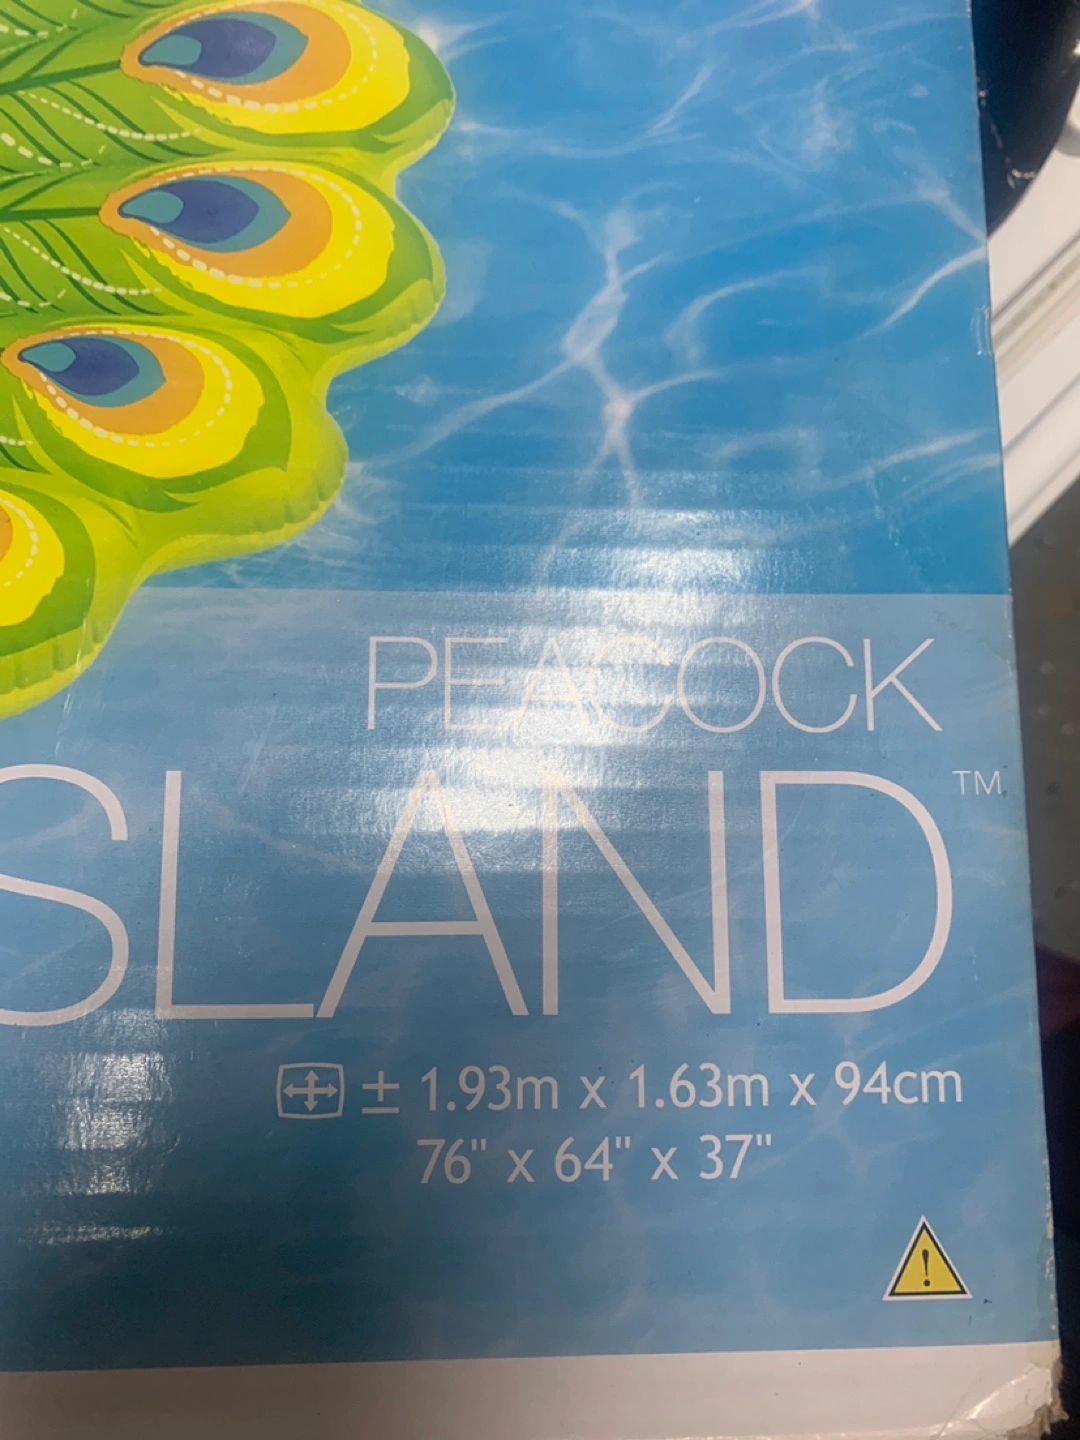 PEACOCK
SLAND™
± 1.93m x 1.63m x 94cm
76" x 64" x 37"
!